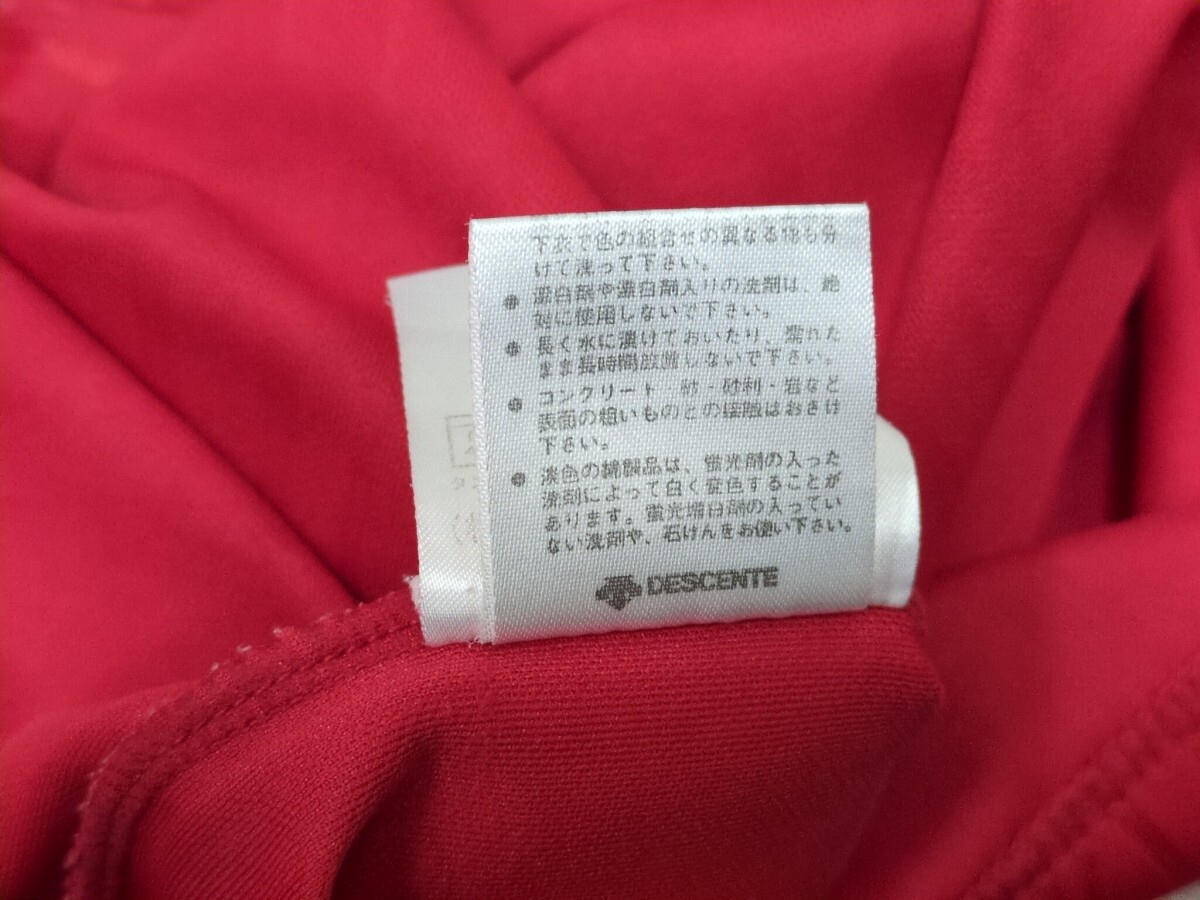 下衣で色の組合せの異なる物も分
けて洗って下さい。
● 漂白剤や漂白剤入りの洗剤は、絶
対に使用しないで下さい。
● 長く水に漬けておいたり、濡れた
まま長時間放置しないで下さい。
● コンクリート・砂・砂利・岩など
表面の粗いものとの接触はおさけ
下さい。
● 淡色の綿製品は、蛍光剤の入った
洗剤によって白く変色することが
あります。蛍光増白剤の入ってい
ない洗剤や、石けんをお使い下さい。
DESCENTE